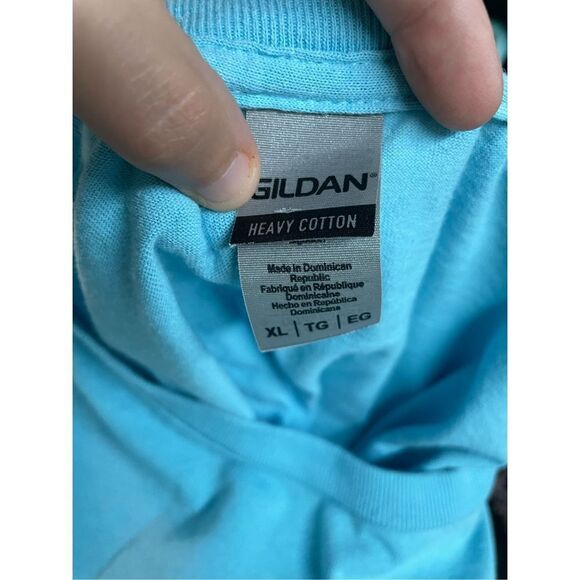 GILDAN®
HEAVY COTTON
Made in Dominican
Republic
Fabriqué en République
Dominicaine
Hecho en República
Dominicana
XL | TG | EG